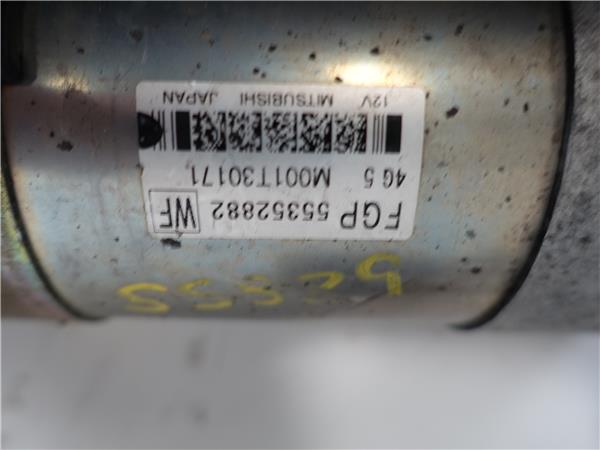 FGP 55352882 WF
4G 5 M001T30171
12V MITSUBISHI JAPAN